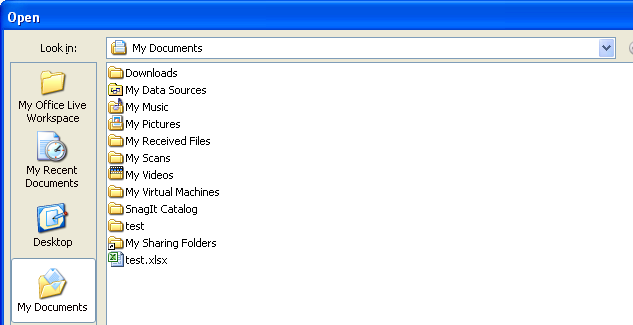 Open
Look in:
My Documents
My Office Live
Workspace
My Recent
Documents
Desktop
My Documents
Downloads
My Data Sources
My Music
My Pictures
My Received Files
My Scans
My Videos
My Virtual Machines
SnagIt Catalog
test
My Sharing Folders
test.xlsx